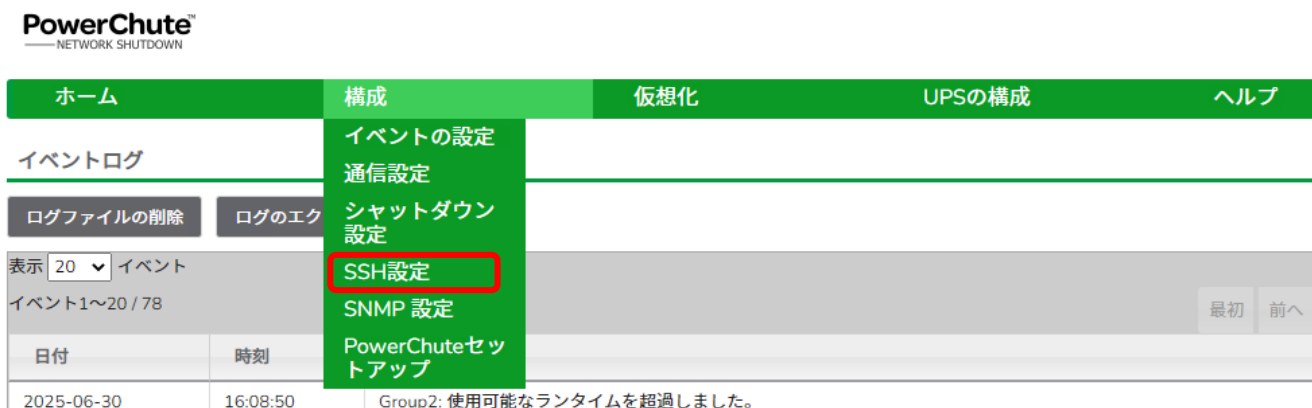 PowerChute™
NETWORK SHUTDOWN
ホーム 構成 仮想化 UPSの構成 ヘルプ
イベントの設定
通信設定
シャットダウン
設定
SSH設定
SNMP 設定
PowerChuteセッ
トアップ
イベントログ
ログファイルの削除 ログのエク
表示 20 イベント
イベント1～20 / 78
最初 前へ
日付 時刻
2025-06-30 16:08:50 Group2: 使用可能なランタイムを超過しました。